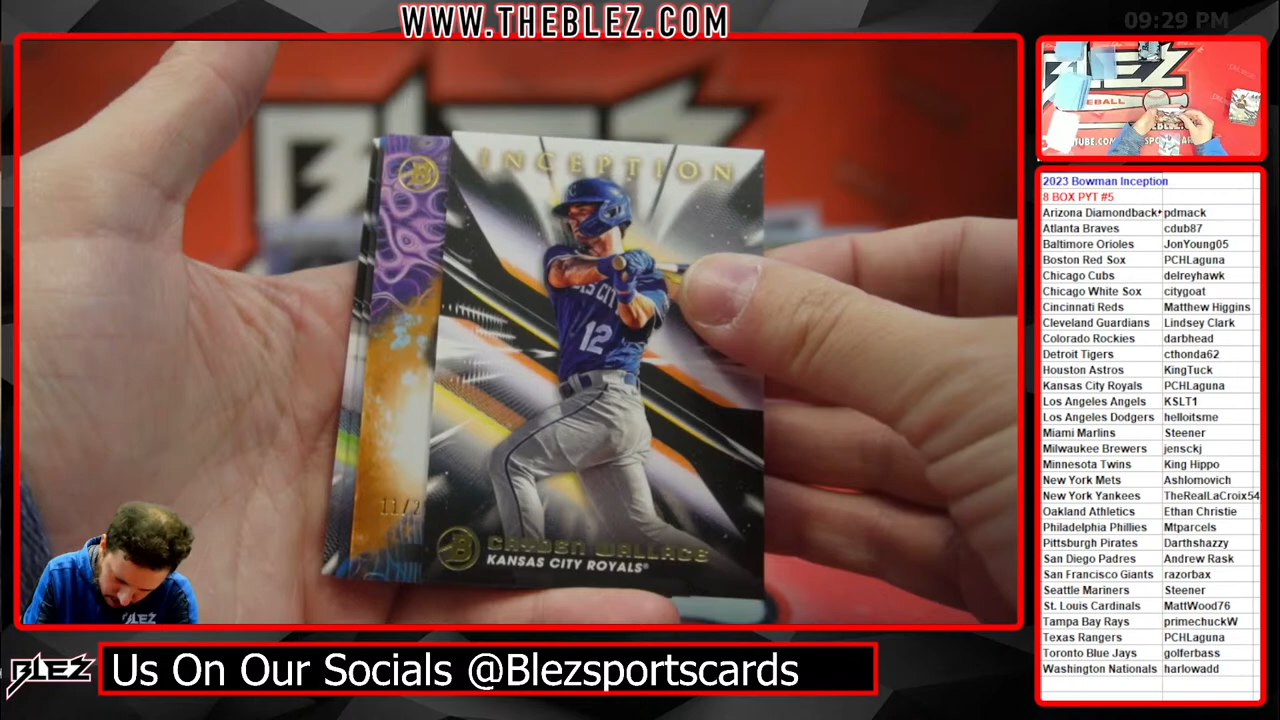 WWW.THEBLEZ.COM
09:29 PM
INCEPTION
12
11/2
CAYDEN WALLACE
KANSAS CITY ROYALS
BLEZ
Us On Our Socials @Blezsportscards
2023 Bowman Inception
8 BOX PYT #5
Arizona Diamondback pdmack
Atlanta Braves cdub87
Baltimore Orioles JonYoung05
Boston Red Sox PCHLaguna
Chicago Cubs delreyhawk
Chicago White Sox citygoat
Cincinnati Reds Matthew Higgins
Cleveland Guardians Lindsey Clark
Colorado Rockies darbhead
Detroit Tigers cthonda62
Houston Astros KingTuck
Kansas City Royals PCHLaguna
Los Angeles Angels KSLT1
Los Angeles Dodgers helloitsme
Miami Marlins Steener
Milwaukee Brewers jensckj
Minnesota Twins King Hippo
New York Mets Ashlomovich
New York Yankees TheRealLaCroix54
Oakland Athletics Ethan Christie
Philadelphia Phillies Mtparcels
Pittsburgh Pirates Darthshazzy
San Diego Padres Andrew Rask
San Francisco Giants razorbax
Seattle Mariners Steener
St. Louis Cardinals MattWood76
Tampa Bay Rays primechuckW
Texas Rangers PCHLaguna
Toronto Blue Jays golferbass
Washington Nationals harlowadd